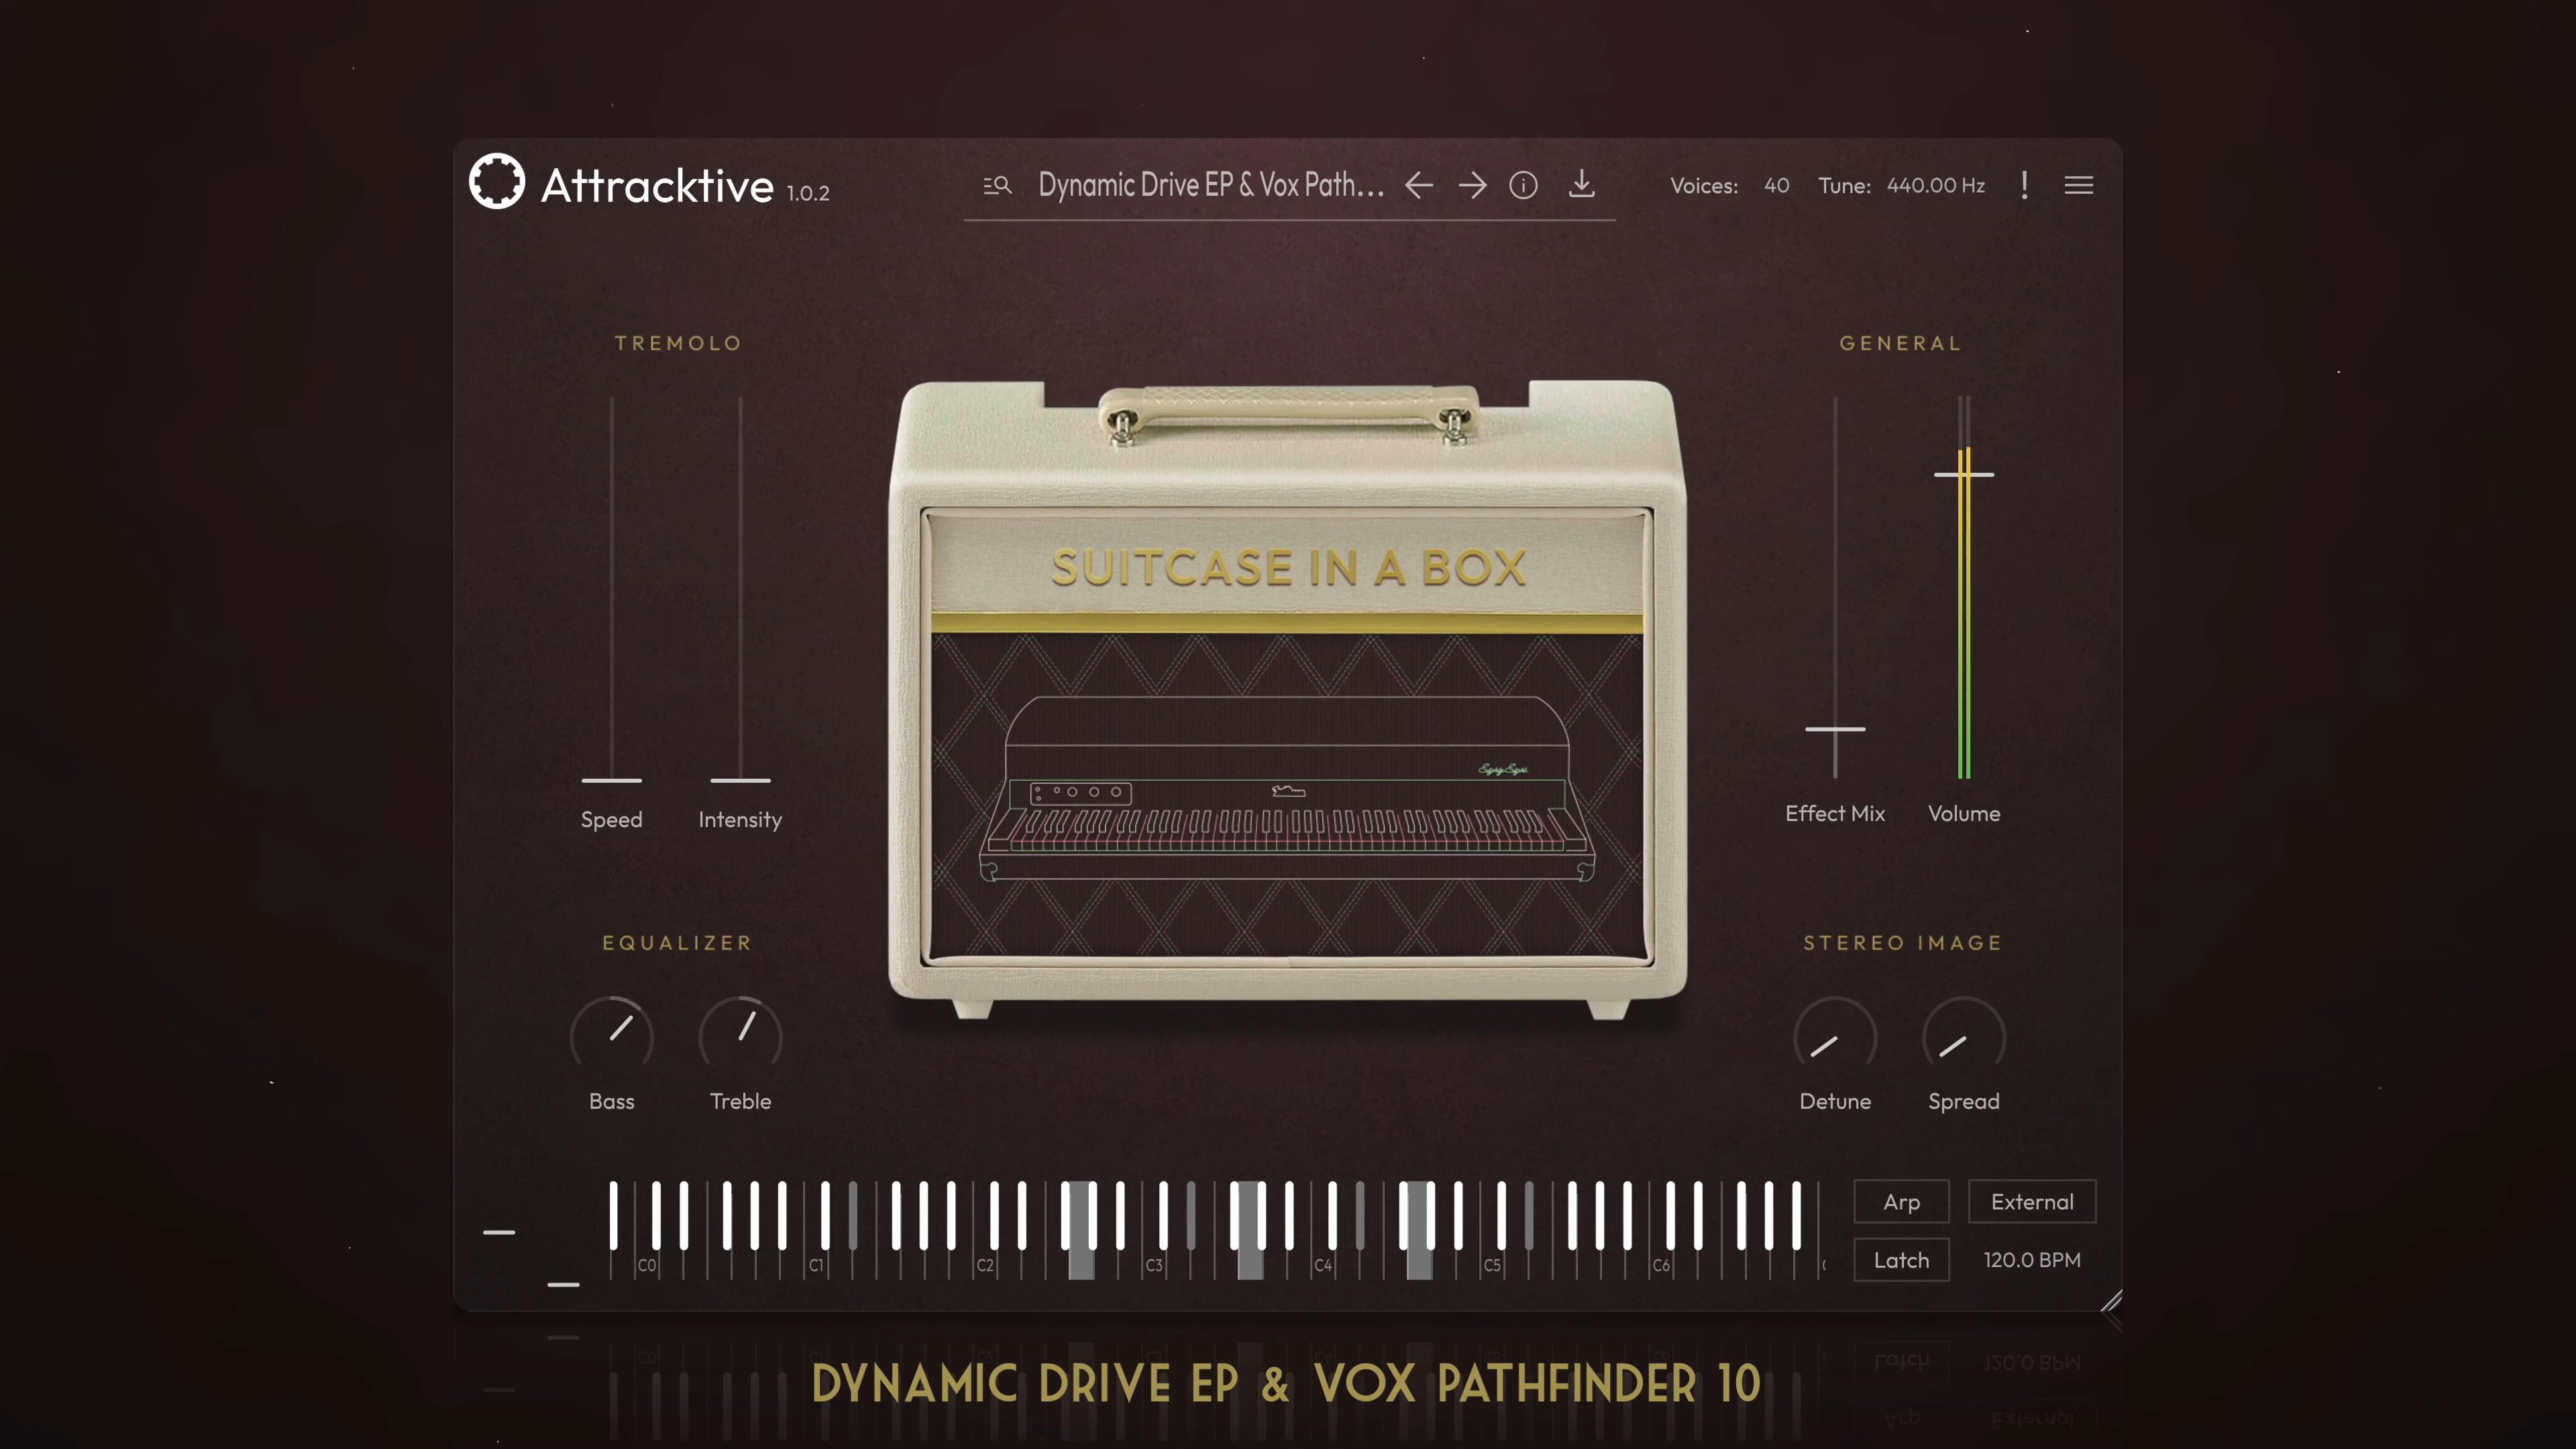 Attracktive 1.0.2
Dynamic Drive EP & Vox Path...
Voices: 40 Tune: 440.00 Hz
TREMOLO
GENERAL
SUITCASE IN A BOX
Speed Intensity
Effect Mix Volume
EQUALIZER
STEREO IMAGE
Bass Treble
Detune Spread
Arp External
C0 C1 C2 C3 C4 C5 C6
Latch 120.0 BPM
DYNAMIC DRIVE EP & VOX PATHFINDER 10